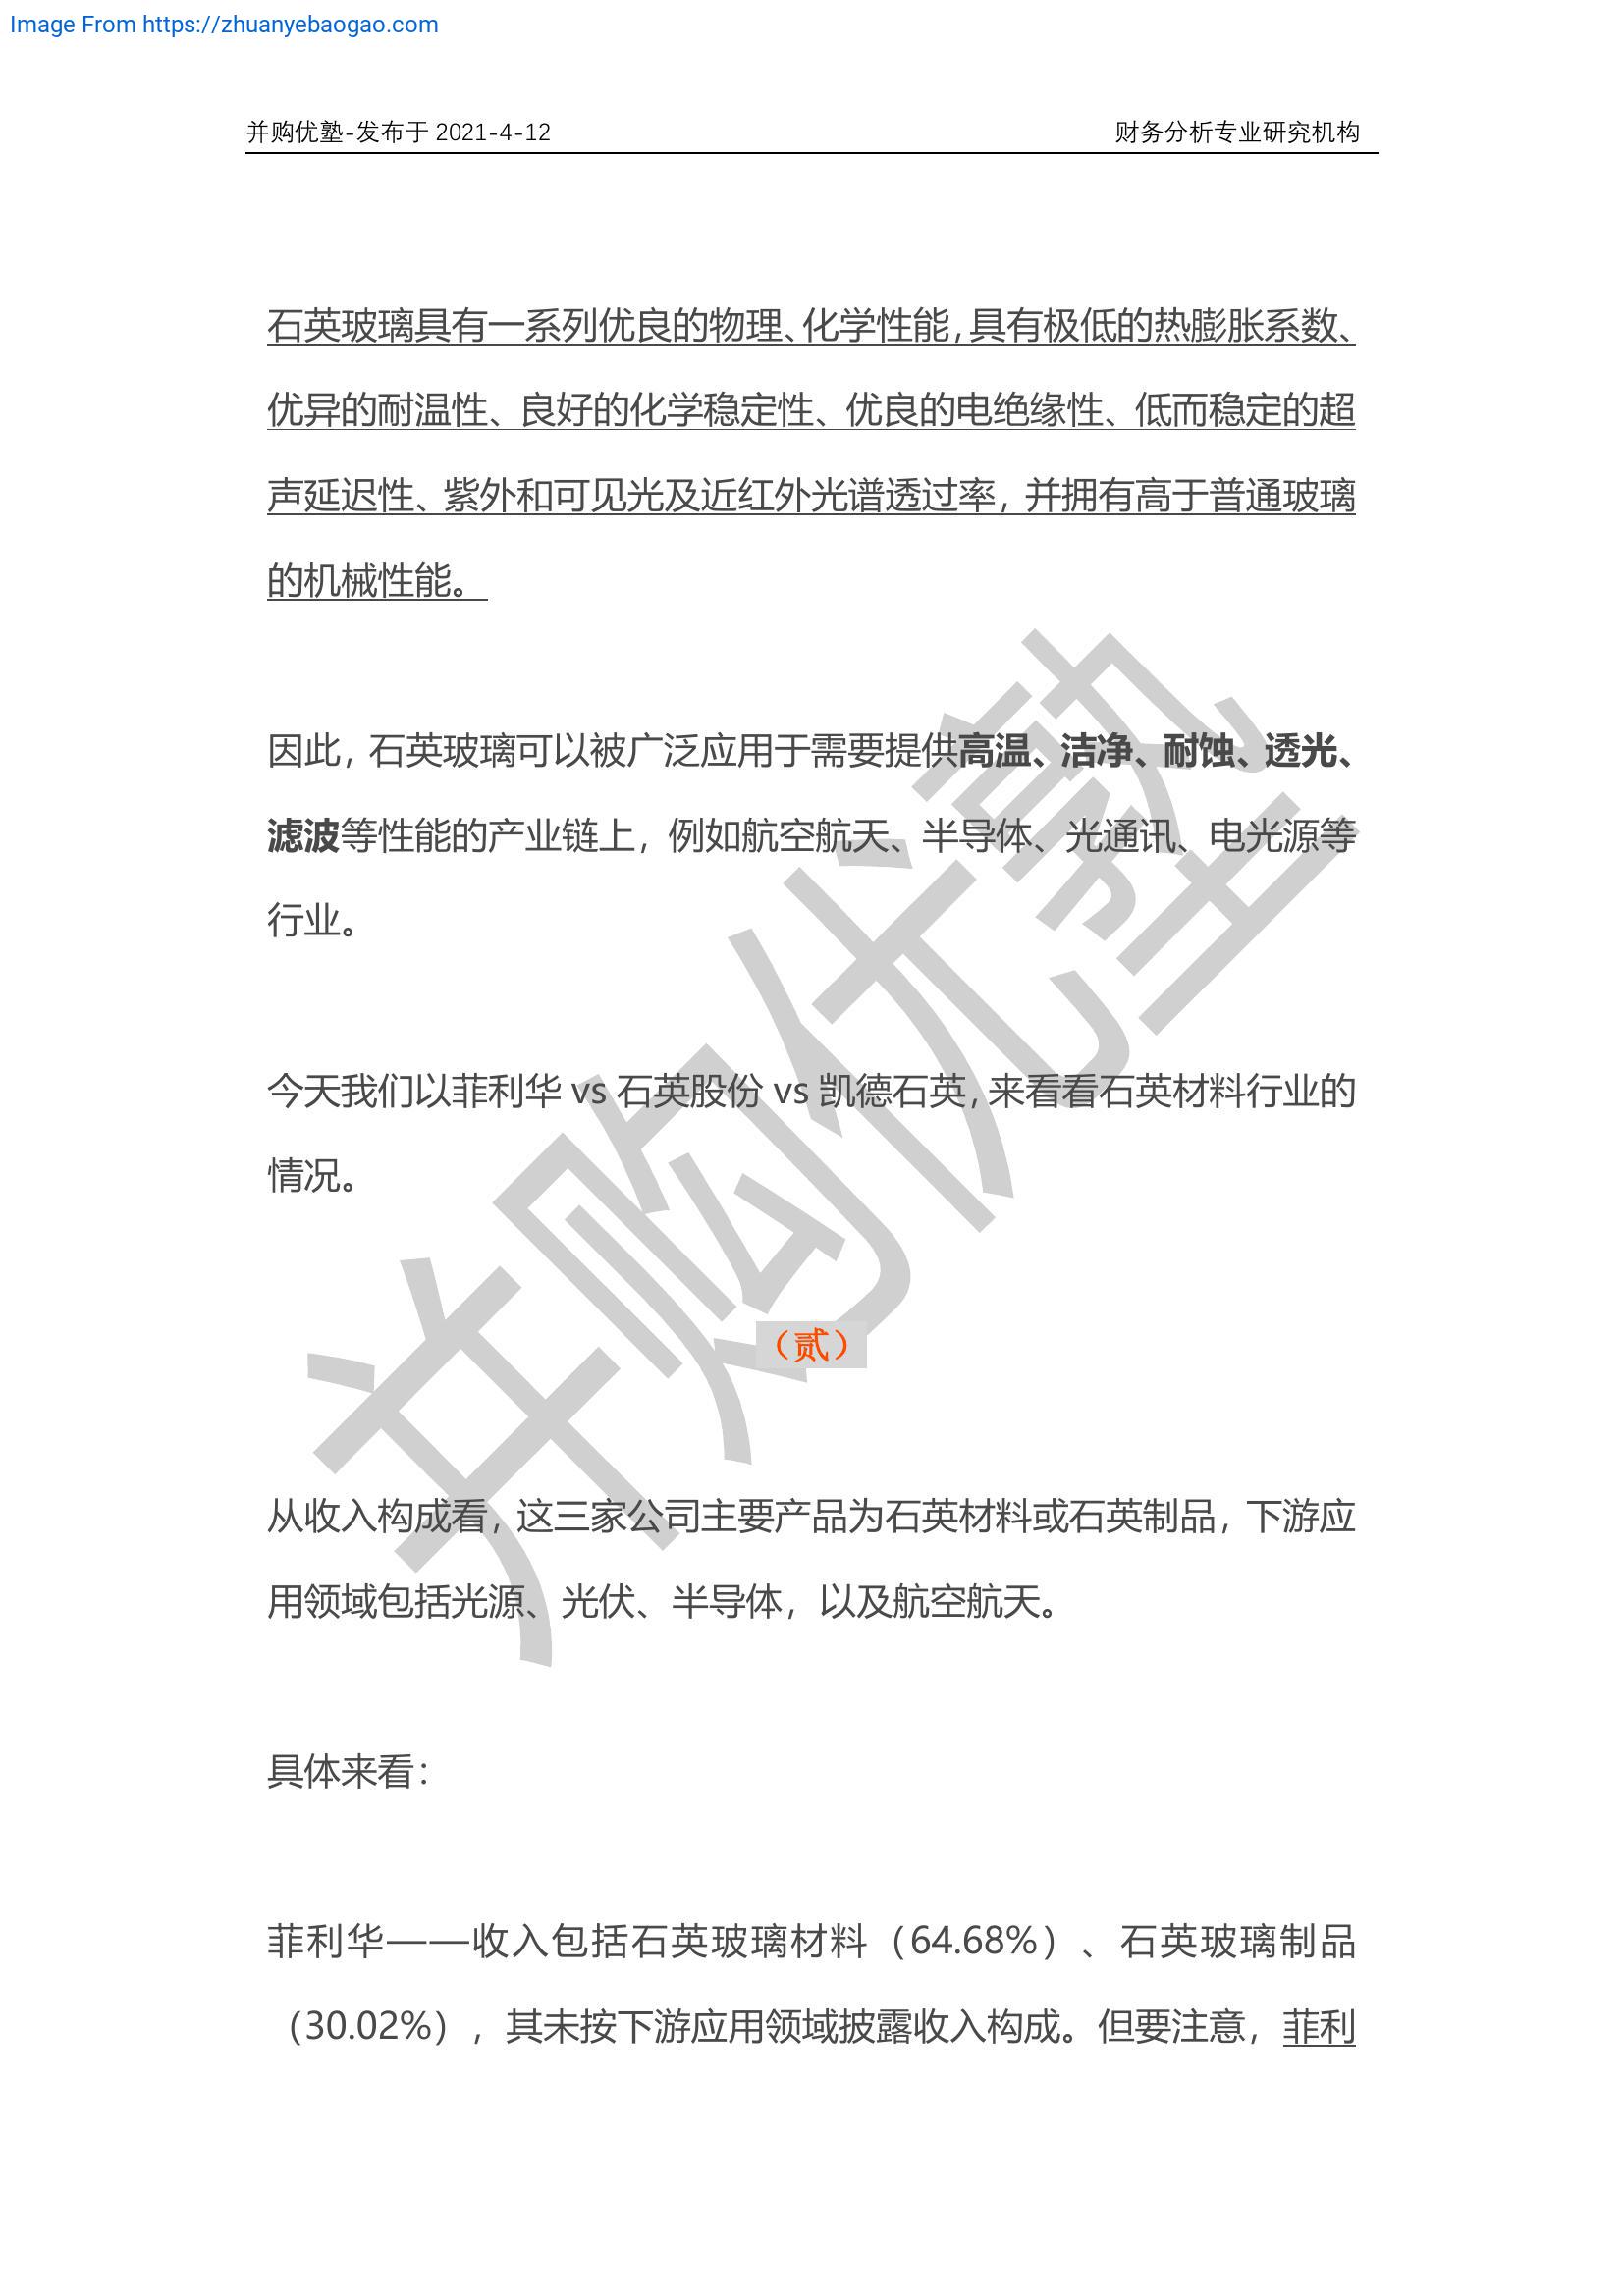 Image From https://zhuanyebaogao.com
并购优塾-发布于 2021-4-12 财务分析专业研究机构
石英玻璃具有一系列优良的物理、化学性能,具有极低的热膨胀系数、
优异的耐温性、良好的化学稳定性、优良的电绝缘性、低而稳定的超
声延迟性、紫外和可见光及近红外光谱透过率，并拥有高于普通玻璃
的机械性能。
因此，石英玻璃可以被广泛应用于需要提供高温、洁净、耐蚀、透光、
滤波等性能的产业链上，例如航空航天、半导体、光通讯、电光源等
行业。
今天我们以菲利华 vs 石英股份 vs 凯德石英,来看看石英材料行业的
情况。
（贰）
从收入构成看，这三家公司主要产品为石英材料或石英制品，下游应
用领域包括光源、光伏、半导体，以及航空航天。
具体来看：
菲利华——收入包括石英玻璃材料（64.68%）、石英玻璃制品
（30.02%），其未按下游应用领域披露收入构成。但要注意，菲利
并购优塾